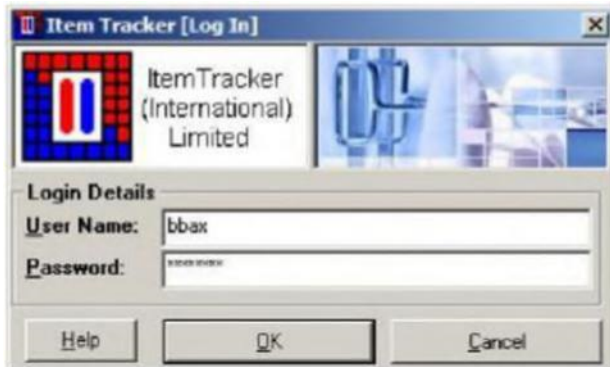 Item Tracker [Log In]
ItemTracker
(International)
Limited
Login Details
User Name: bbax
Password:
Help OK Cancel